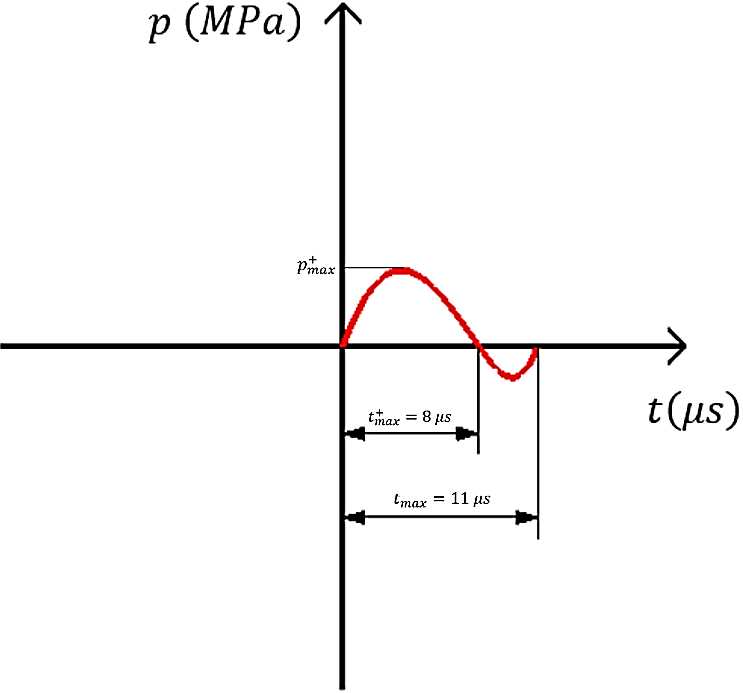 p (MPa)
p⁺max
t(μs)
t⁺max = 8 μs
tmax = 11 μs